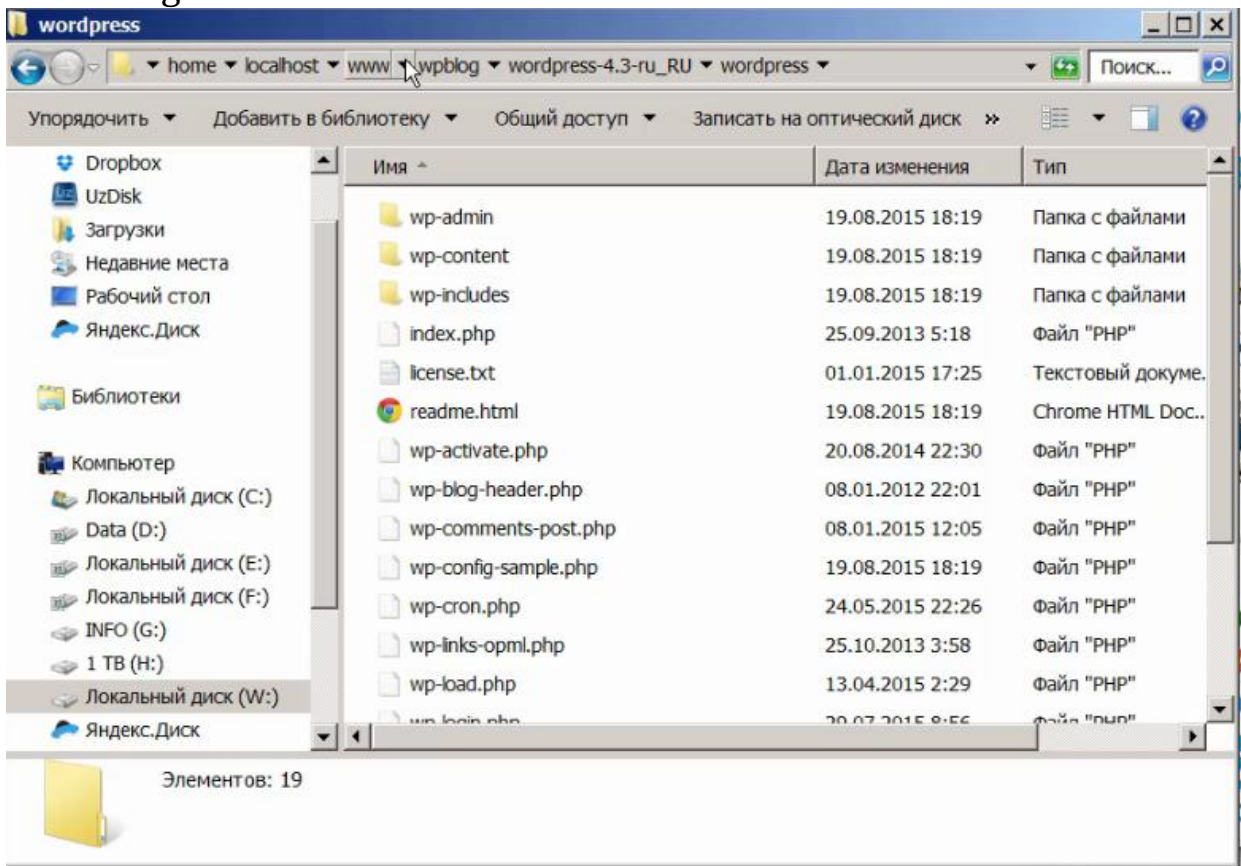 wordpress
home localhost www wpblog wordpress-4.3-ru_RU wordpress Поиск...
Упорядочить Добавить в библиотеку Общий доступ Записать на оптический диск »
Dropbox
UzDisk
Загрузки
Недавние места
Рабочий стол
Яндекс.Диск
Библиотеки
Компьютер
Локальный диск (C:)
Data (D:)
Локальный диск (E:)
Локальный диск (F:)
INFO (G:)
1 TB (H:)
Локальный диск (W:)
Яндекс.Диск
Имя Дата изменения Тип
wp-admin 19.08.2015 18:19 Папка с файлами
wp-content 19.08.2015 18:19 Папка с файлами
wp-includes 19.08.2015 18:19 Папка с файлами
index.php 25.09.2013 5:18 Файл "PHP"
license.txt 01.01.2015 17:25 Текстовый докуме.
readme.html 19.08.2015 18:19 Chrome HTML Doc..
wp-activate.php 20.08.2014 22:30 Файл "PHP"
wp-blog-header.php 08.01.2012 22:01 Файл "PHP"
wp-comments-post.php 08.01.2015 12:05 Файл "PHP"
wp-config-sample.php 19.08.2015 18:19 Файл "PHP"
wp-cron.php 24.05.2015 22:26 Файл "PHP"
wp-links-opml.php 25.10.2013 3:58 Файл "PHP"
wp-load.php 13.04.2015 2:29 Файл "PHP"
wp-login.php Файл "PHP"
Элементов: 19